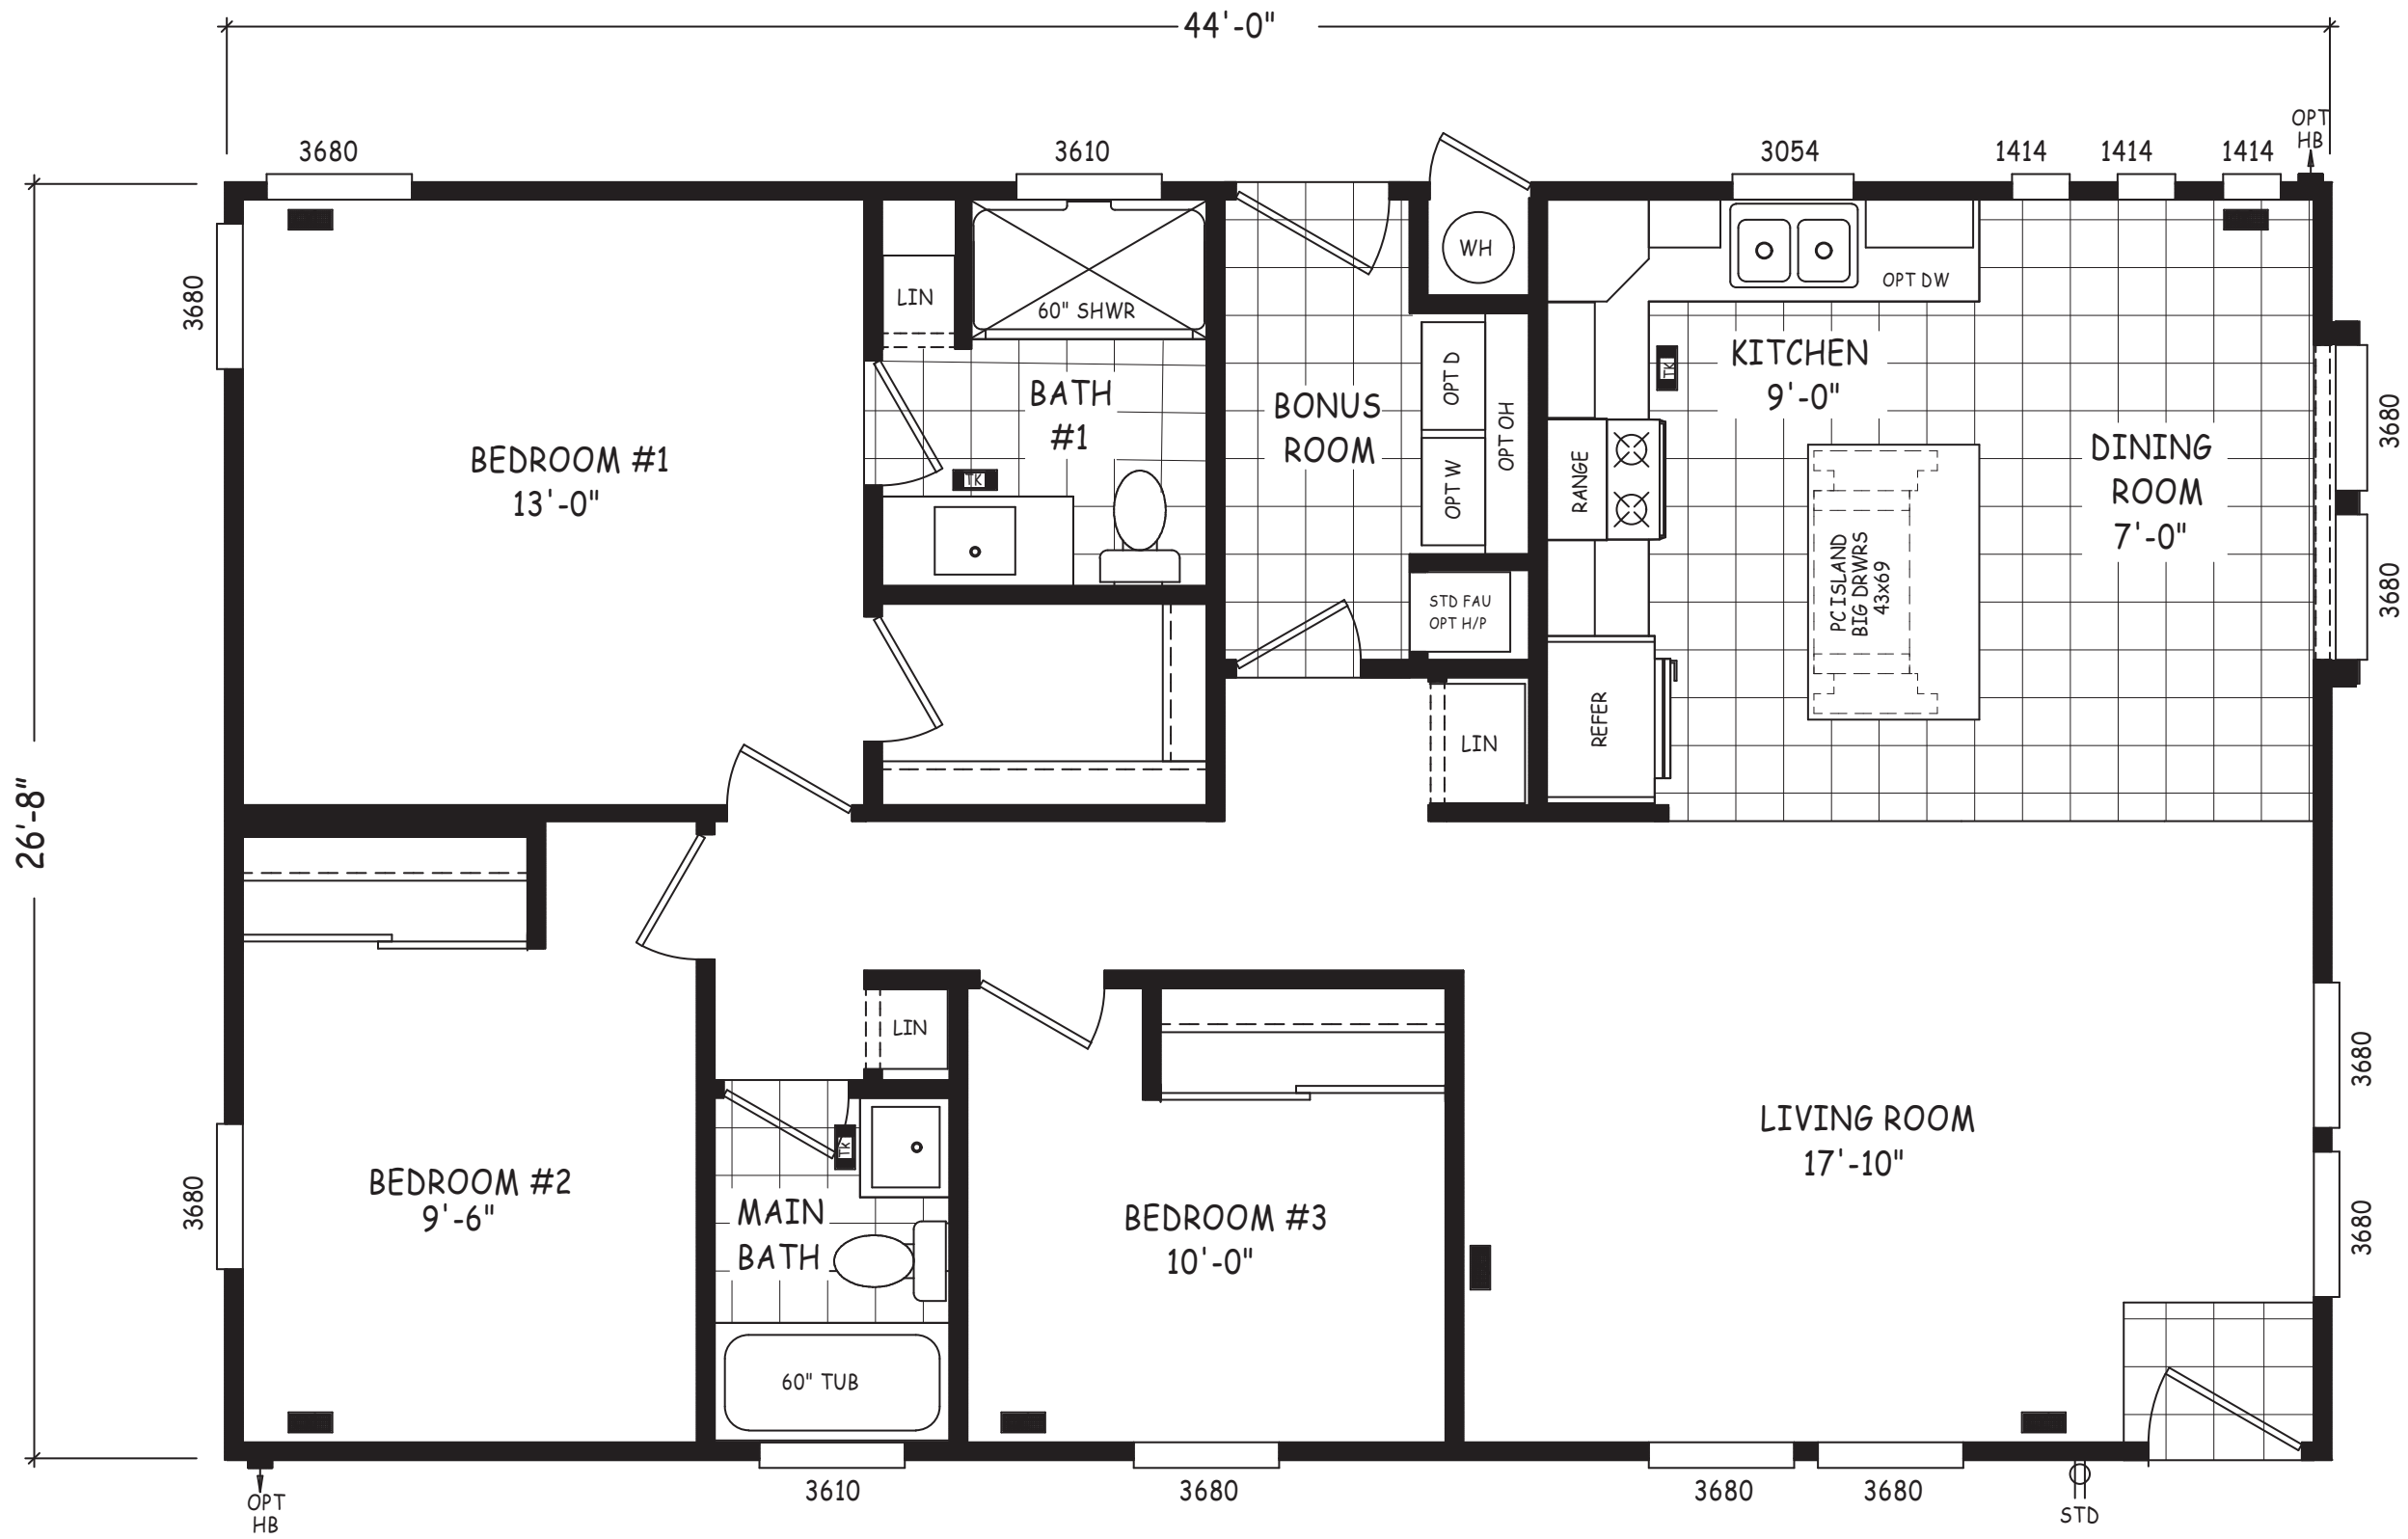 44'-0"
OPT
HB
3680
3610
3054
1414
1414
1414
3680
WH
LIN
60" SHWR
OPT DW
KITCHEN
9'-0"
TK
OPT D
BATH
#1
BONUS
ROOM
OPT OH
3680
DINING
ROOM
7'-0"
BEDROOM #1
13'-0"
TK
OPT W
RANGE
PC ISLAND
BIG DRWRS
43x69
3680
STD FAU
OPT H/P
REFER
LIN
26'-8"
LIN
3680
LIVING ROOM
17'-10"
TK
BEDROOM #2
9'-6"
3680
MAIN
BATH
BEDROOM #3
10'-0"
3680
60" TUB
3610
3680
3680
3680
OPT
HB
STD